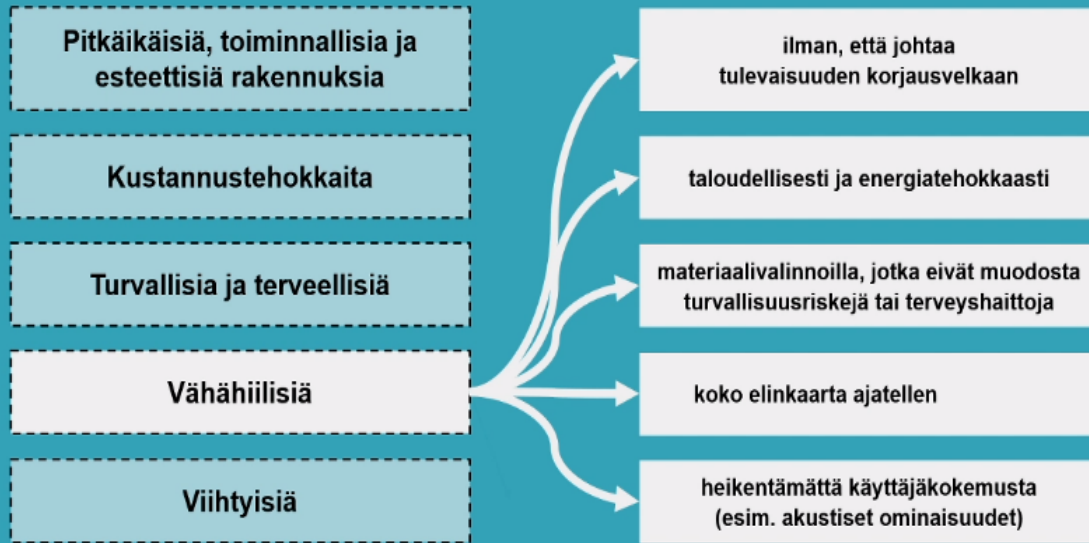 Pitkäikäisiä, toiminnallisia ja
esteettisiä rakennuksia
Kustannustehokkaita
Turvallisia ja terveellisiä
Vähähiilisiä
Viihtyisiä
ilman, että johtaa
tulevaisuuden korjausvelkaan
taloudellisesti ja energiatehokkaasti
materiaalivalinnoilla, jotka eivät muodosta
turvallisuusriskejä tai terveyshaittoja
koko elinkaarta ajatellen
heikentämättä käyttäjäkokemusta
(esim. akustiset ominaisuudet)